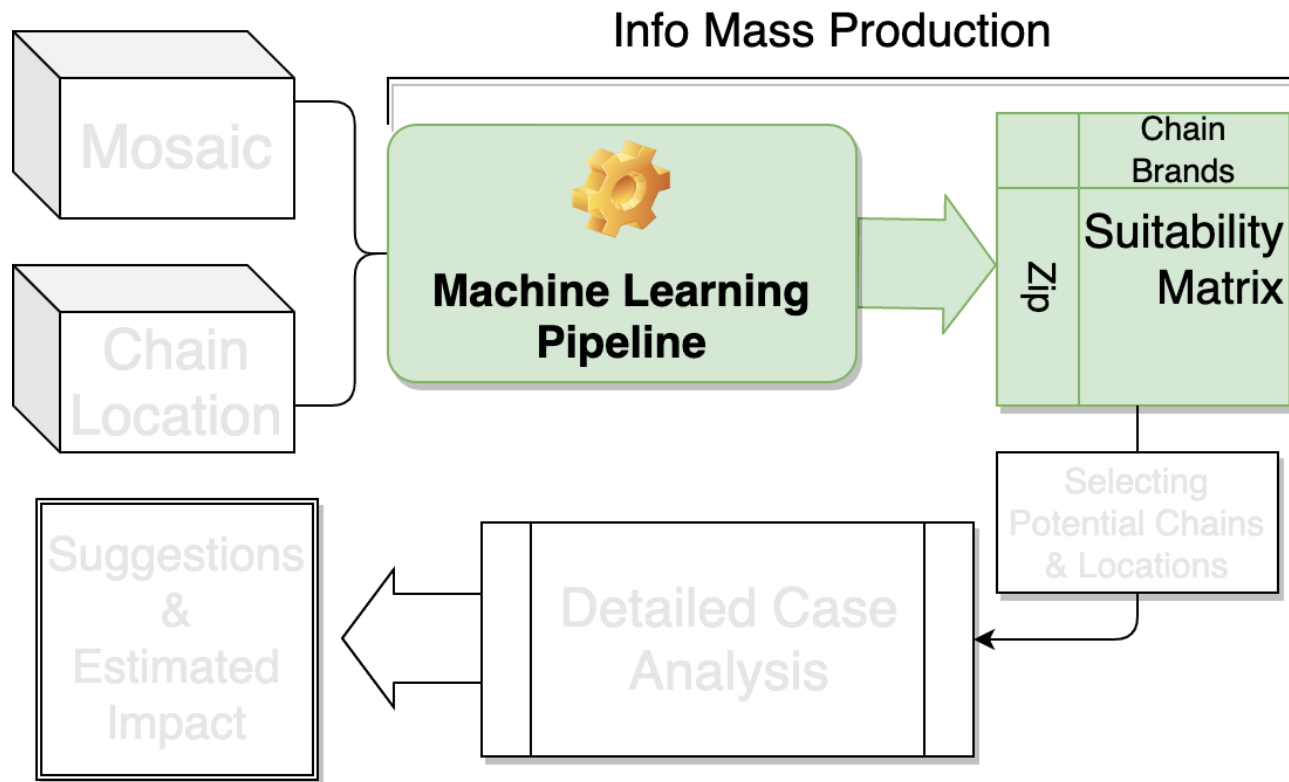 Info Mass Production
Mosaic
Chain
Location
Machine Learning
Pipeline
Chain
Brands
Zip
Suitability
Matrix
Selecting
Potential Chains
& Locations
Detailed Case
Analysis
Suggestions
&
Estimated
Impact